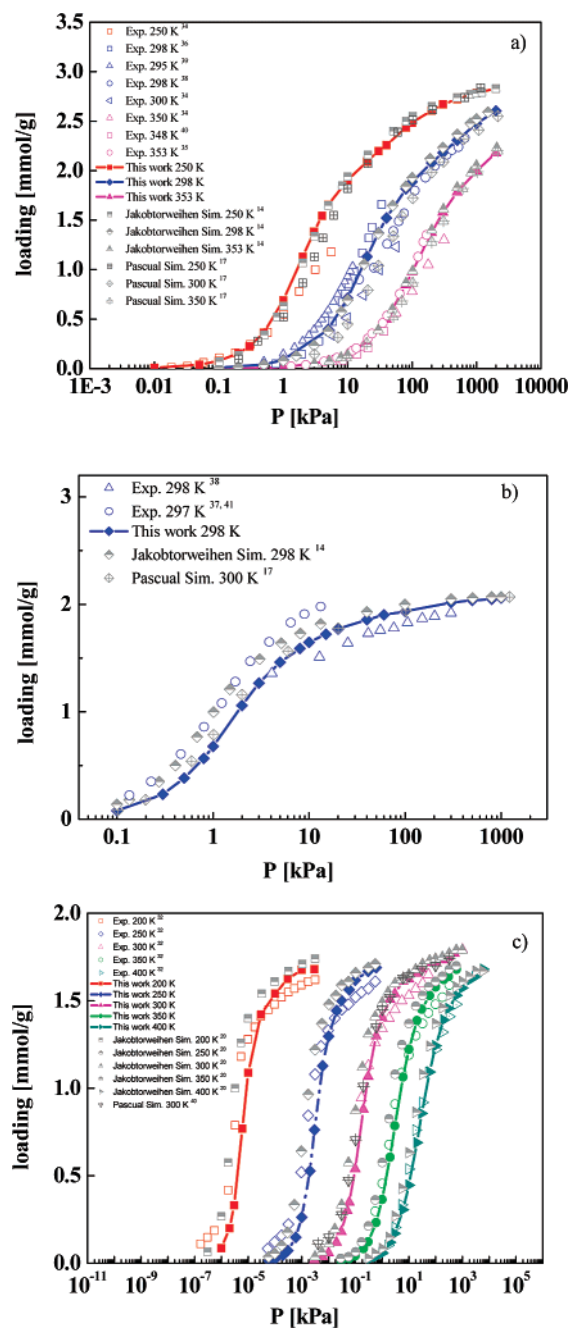 a)
Exp. 250 K 34
Exp. 298 K 36
Exp. 295 K 39
Exp. 298 K 38
Exp. 300 K 34
Exp. 350 K 34
Exp. 348 K 40
Exp. 353 K 35
This work 250 K
This work 298 K
This work 353 K
Jakobtorweihen Sim. 250 K 14
Jakobtorweihen Sim. 298 K 14
Jakobtorweihen Sim. 353 K 14
Pascual Sim. 250 K 17
Pascual Sim. 300 K 17
Pascual Sim. 350 K 17
loading [mmol/g]
3.5
3.0
2.5
2.0
1.5
1.0
0.5
0.0
1E-3 0.01 0.1 1 10 100 1000 10000
P [kPa]
b)
Exp. 298 K 38
Exp. 297 K 37, 41
This work 298 K
Jakobtorweihen Sim. 298 K 14
Pascual Sim. 300 K 17
loading [mmol/g]
3
2
1
0
0.1 1 10 100 1000
P [kPa]
c)
Exp. 200 K 32
Exp. 250 K 32
Exp. 300 K 32
Exp. 350 K 32
Exp. 400 K 32
This work 200 K
This work 250 K
This work 300 K
This work 350 K
This work 400 K
Jakobtorweihen Sim. 200 K 20
Jakobtorweihen Sim. 250 K 20
Jakobtorweihen Sim. 300 K 20
Jakobtorweihen Sim. 350 K 20
Jakobtorweihen Sim. 400 K 20
Pascual Sim. 300 K 40
loading [mmol/g]
2.0
1.5
1.0
0.5
0.0
10-11 10-9 10-7 10-5 10-3 10-1 101 103 105
P [kPa]